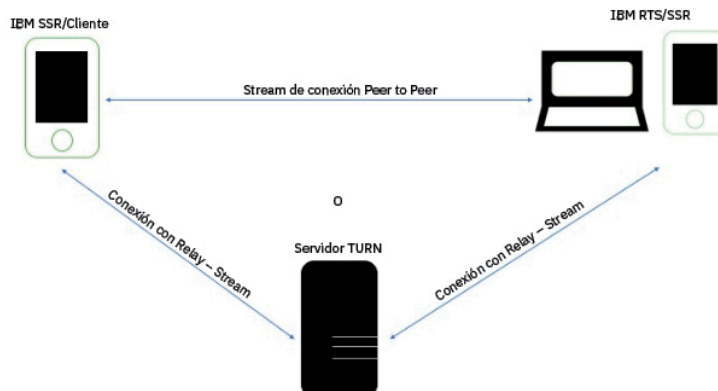 IBM SSR/Cliente
IBM RTS/SSR
Stream de conexión Peer to Peer
O
Servidor TURN
Conexión con Relay – Stream
Conexión con Relay – Stream